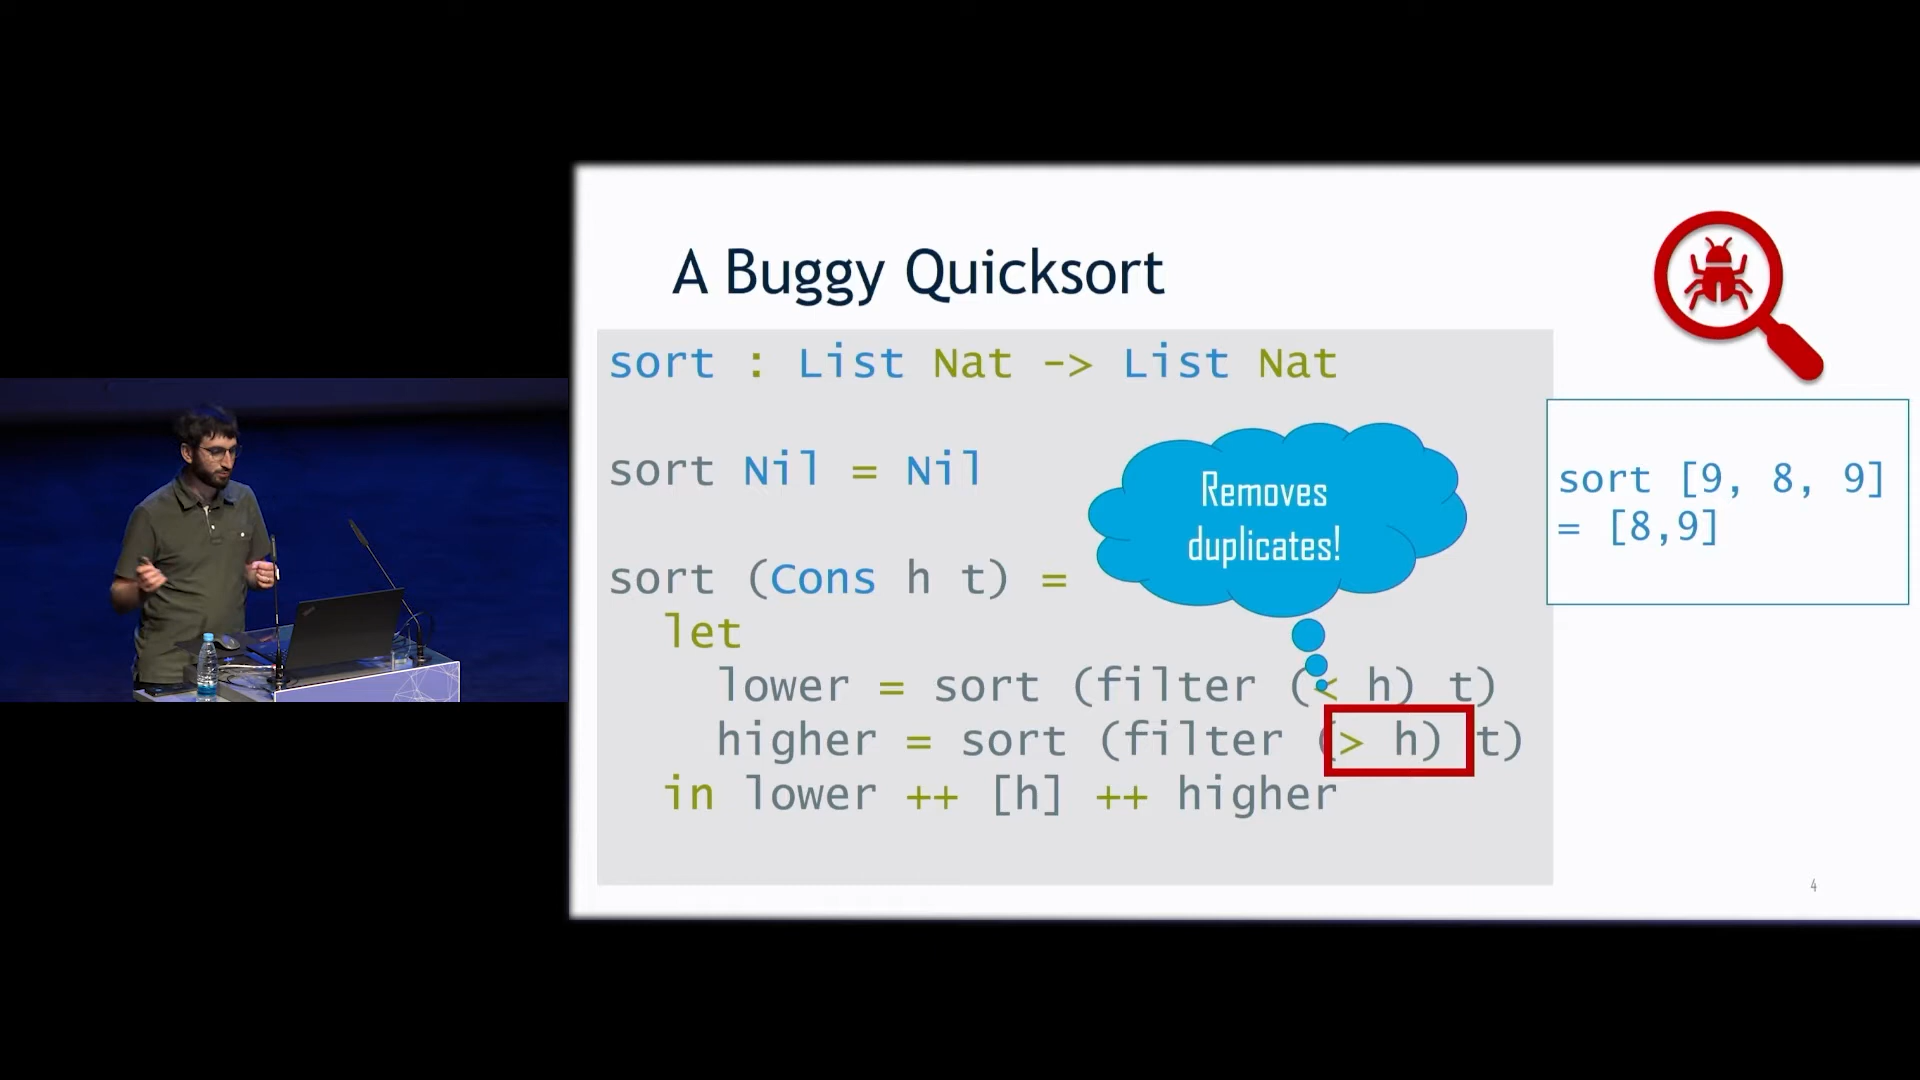 A Buggy Quicksort
sort : List Nat -> List Nat
sort Nil = Nil
sort (Cons h t) =
let
lower = sort (filter (< h) t)
higher = sort (filter (> h) t)
in lower ++ [h] ++ higher
Removes
duplicates!
sort [9, 8, 9]
= [8,9]
4